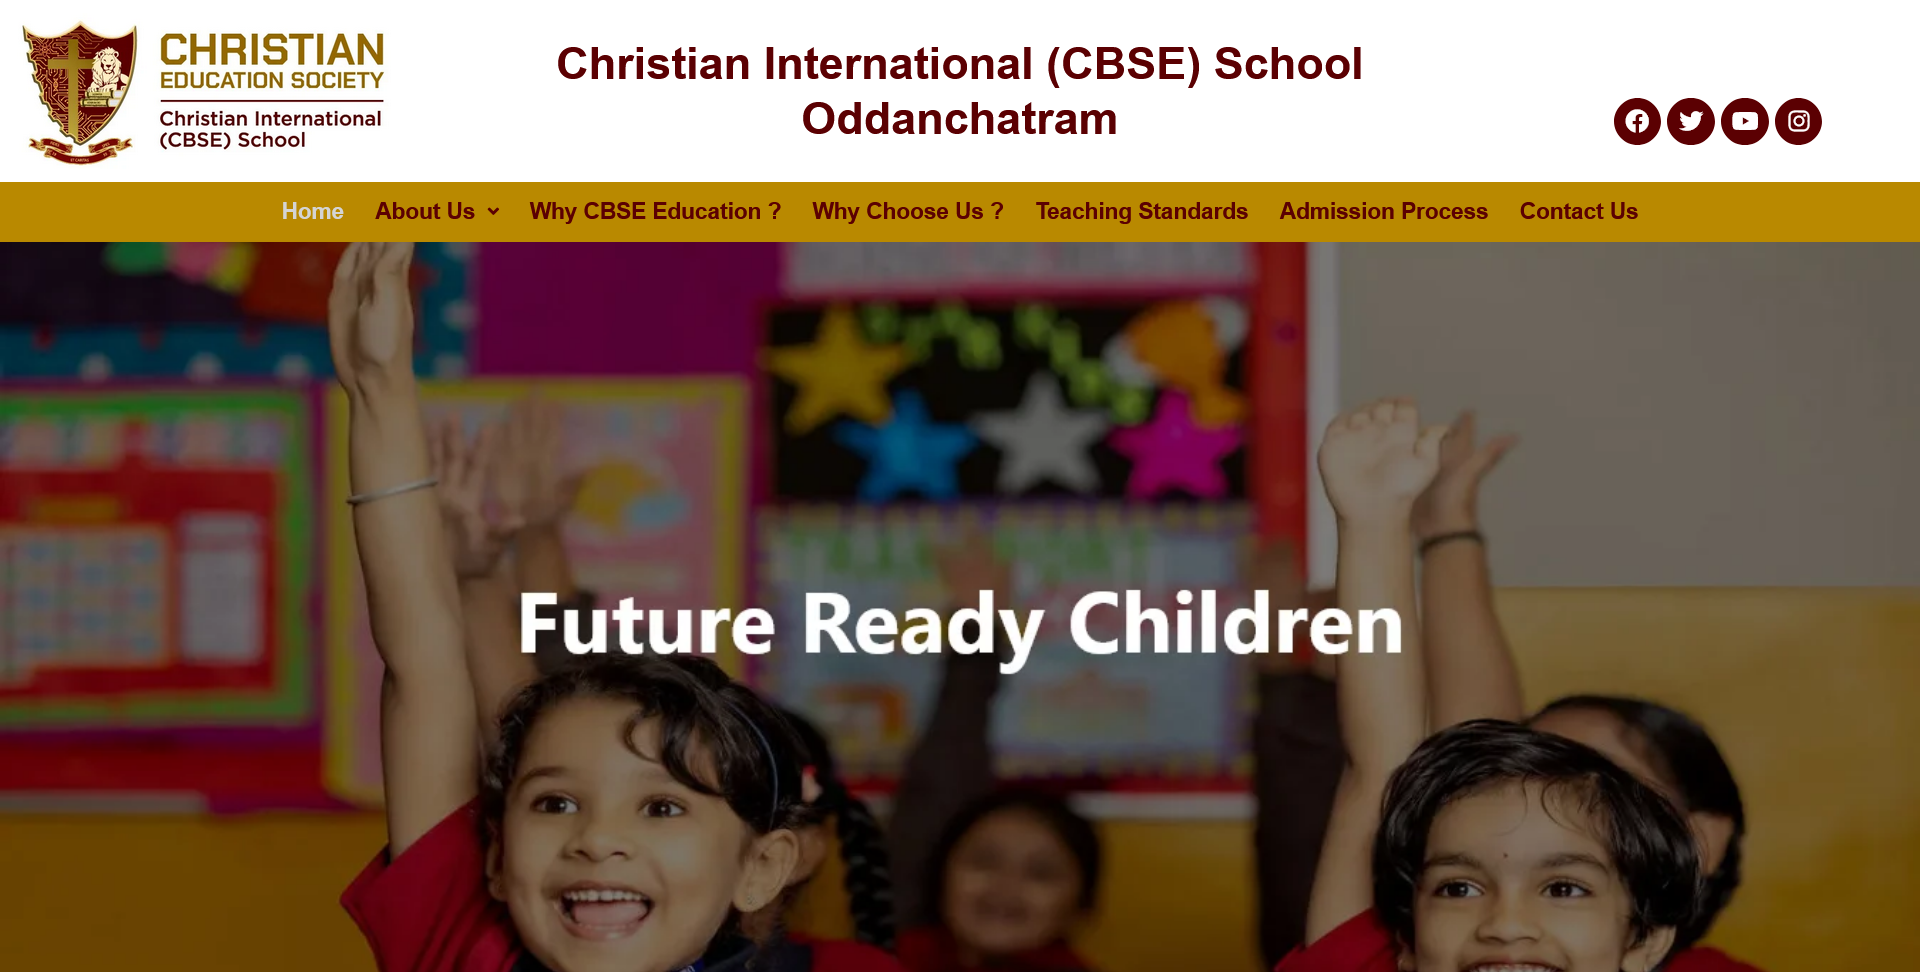 CHRISTIAN
EDUCATION SOCIETY
Christian International
(CBSE) School
Christian International (CBSE) School
Oddanchatram
Home
About Us
Why CBSE Education ?
Why Choose Us ?
Teaching Standards
Admission Process
Contact Us
Future Ready Children